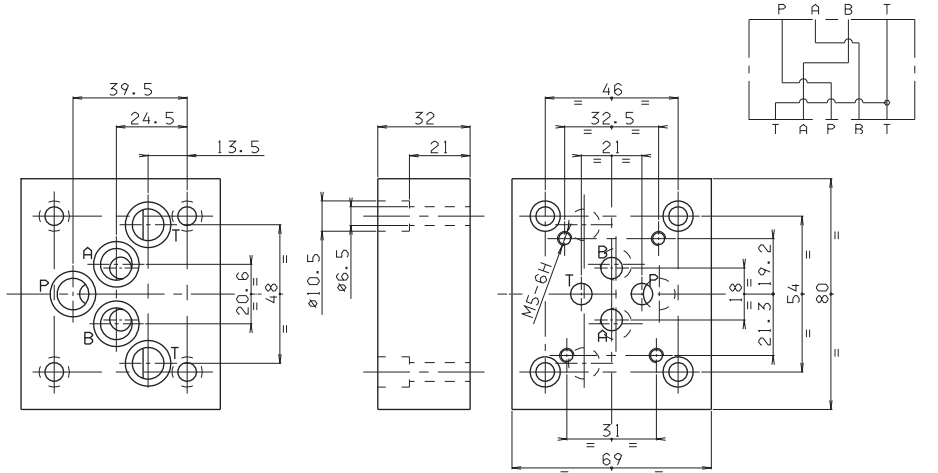 P A B T
T A P B T
39.5
24.5
13.5
T
A
P
B
T
20.6
=
=
48
=
=
32
21
ø10.5
ø6.5
46
= =
32.5
= =
21
= =
M5-6H
B
T
P
A
18
=
=
19.2
21.3
54
=
=
80
=
=
31
= =
69